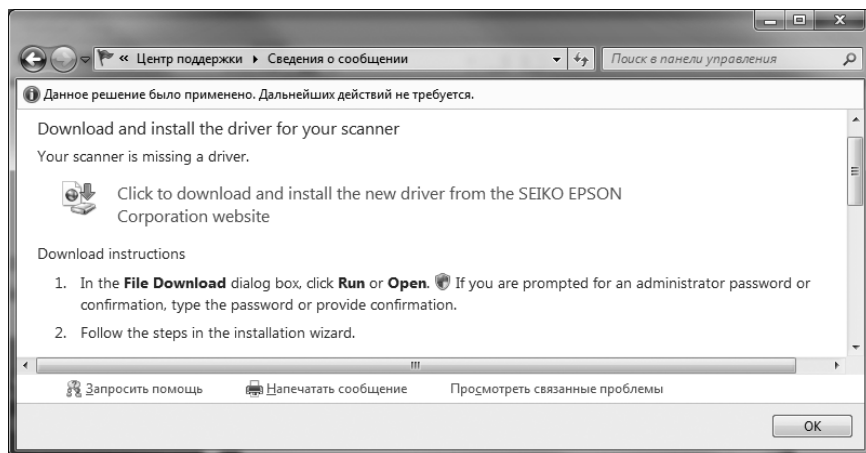 « Центр поддержки ▸ Сведения о сообщении
Поиск в панели управления
Данное решение было применено. Дальнейших действий не требуется.
Download and install the driver for your scanner
Your scanner is missing a driver.
Click to download and install the new driver from the SEIKO EPSON
Corporation website
Download instructions
1. In the File Download dialog box, click Run or Open. If you are prompted for an administrator password or
confirmation, type the password or provide confirmation.
2. Follow the steps in the installation wizard.
Запросить помощь
Напечатать сообщение
Просмотреть связанные проблемы
OK